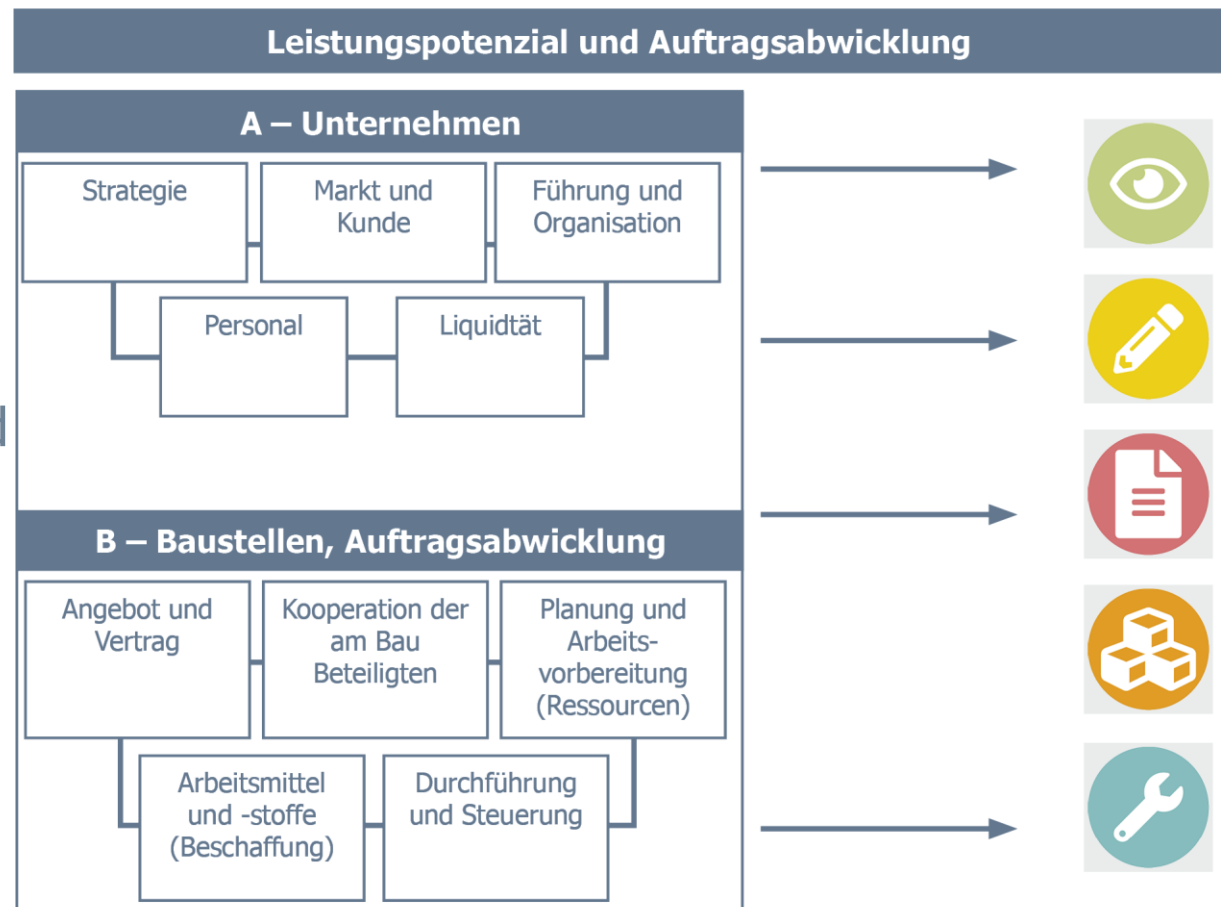 Leistungspotenzial und Auftragsabwicklung
A – Unternehmen
Strategie
Markt und
Kunde
Führung und
Organisation
Personal
Liquidtät
B – Baustellen, Auftragsabwicklung
Angebot und
Vertrag
Kooperation der
am Bau
Beteiligten
Planung und
Arbeits-
vorbereitung
(Ressourcen)
Arbeitsmittel
und -stoffe
(Beschaffung)
Durchführung
und Steuerung